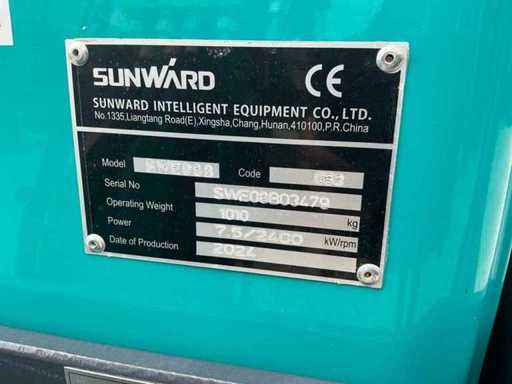 SUNWARD CE
SUNWARD INTELLIGENT EQUIPMENT CO., LTD.
No.1335,Liangtang Road(E),Xingsha,Chang,Hunan,410100,P.R.China
Model Code
Serial No SWE08B03479
Operating Weight 1010 kg
Power 7.5/2400 kW/rpm
Date of Production 2024